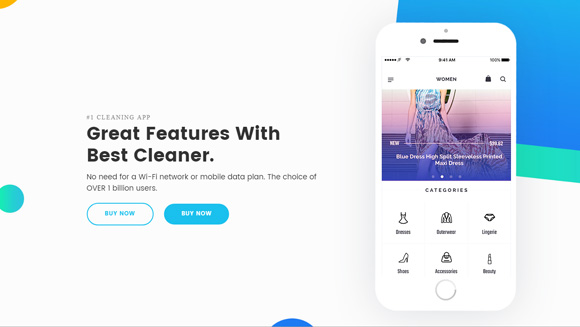 #1 CLEANING APP
Great Features With
Best Cleaner.
No need for a Wi-Fi network or mobile data plan. The choice of
OVER 1 billion users.
BUY NOW
BUY NOW
9:41 AM
100%
WOMEN
NEW
$99.62
Blue Dress High Split Sleeveless Printed
Maxi Dress
CATEGORIES
Dresses
Outerwear
Lingerie
Shoes
Accessories
Beauty